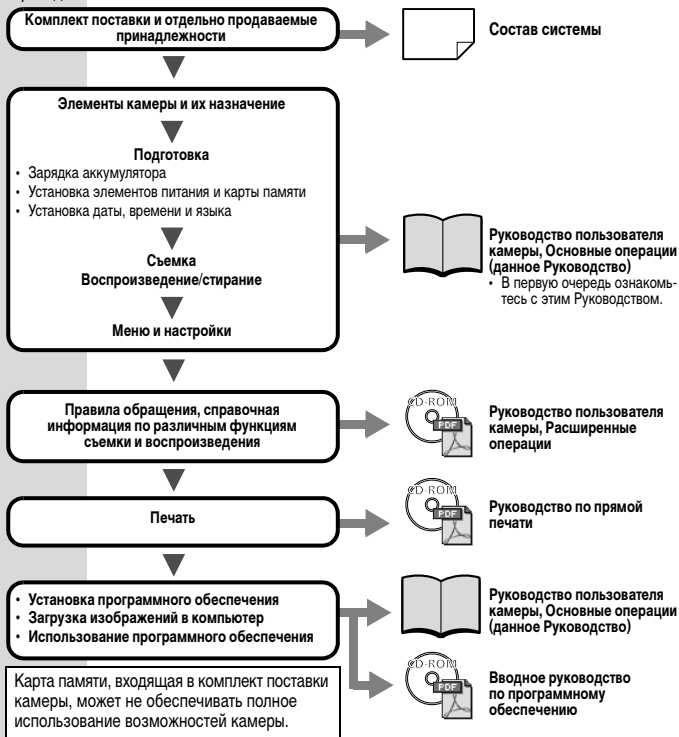 Комплект поставки и отдельно продаваемые
принадлежности
Состав системы
Элементы камеры и их назначение
Подготовка
• Зарядка аккумулятора
• Установка элементов питания и карты памяти
• Установка даты, времени и языка
Съемка
Воспроизведение/стирание
Меню и настройки
Руководство пользователя
камеры, Основные операции
(данное Руководство)
• В первую очередь ознакомь-
тесь с этим Руководством.
Правила обращения, справочная
информация по различным функциям
съемки и воспроизведения
CD-ROM
PDF
Руководство пользователя
камеры, Расширенные
операции
Печать
CD-ROM
PDF
Руководство по прямой
печати
• Установка программного обеспечения
• Загрузка изображений в компьютер
• Использование программного обеспечения
Руководство пользователя
камеры, Основные операции
(данное Руководство)
CD-ROM
PDF
Вводное руководство
по программному
обеспечению
Карта памяти, входящая в комплект поставки
камеры, может не обеспечивать полное
использование возможностей камеры.